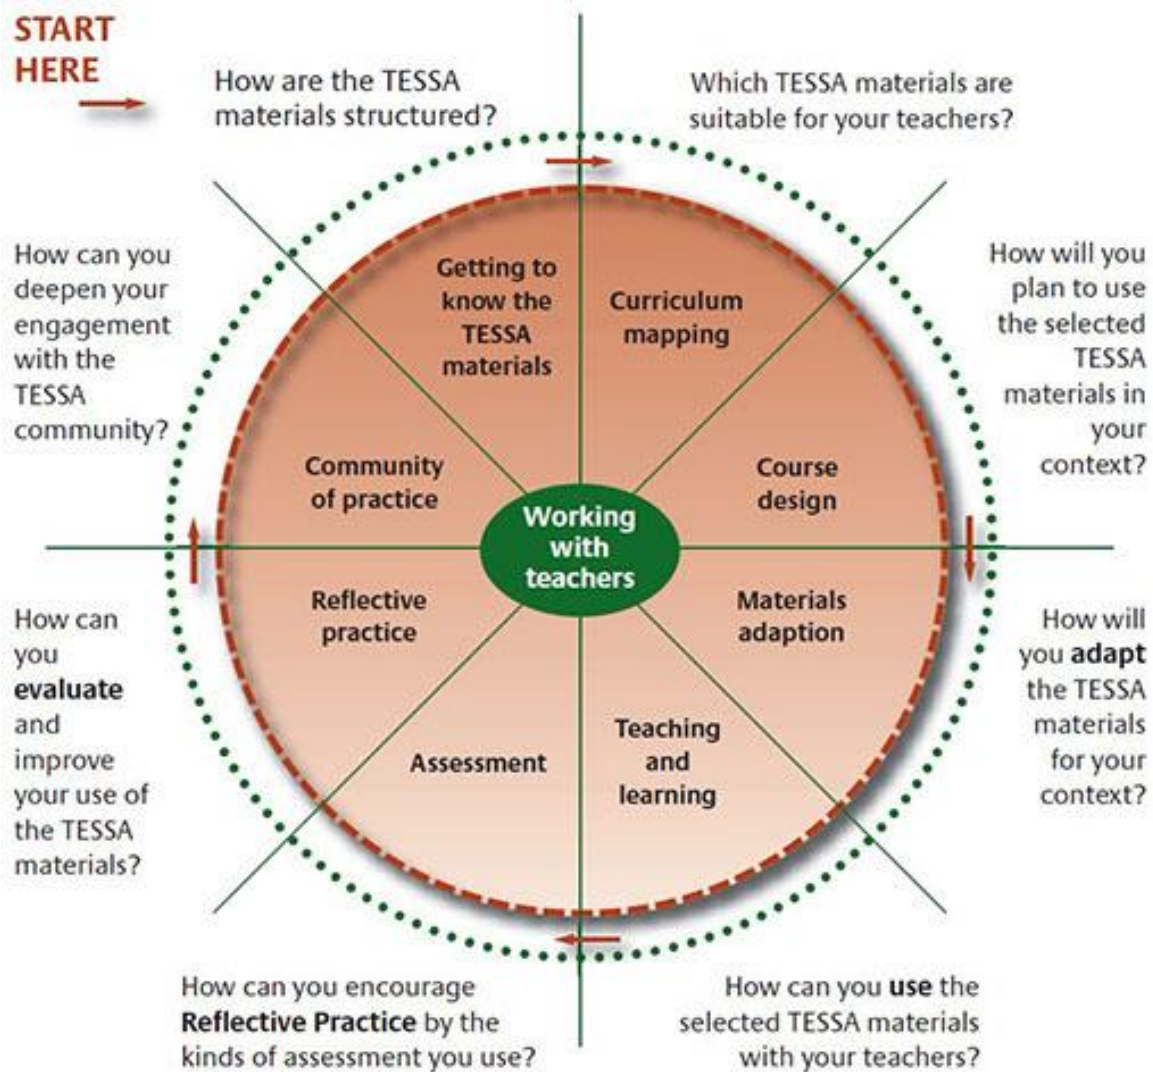 START
HERE
How are the TESSA
materials structured?
Which TESSA materials are
suitable for your teachers?
How will you
plan to use
the selected
TESSA
materials in
your
context?
How will
you adapt
the TESSA
materials
for your
context?
How can you use the
selected TESSA materials
with your teachers?
How can you encourage
Reflective Practice by the
kinds of assessment you use?
How can
you
evaluate
and
improve
your use of
the TESSA
materials?
How can you
deepen your
engagement
with the
TESSA
community?
Getting to
know the
TESSA
materials
Curriculum
mapping
Course
design
Materials
adaption
Teaching
and
learning
Assessment
Reflective
practice
Community
of practice
Working
with
teachers